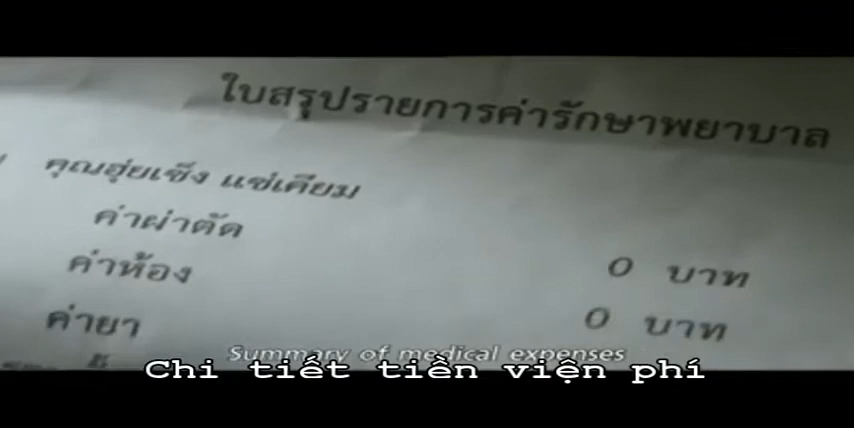 ใบสรุปรายการค่ารักษาพยาบาล
คุณฮุ่ยเซ็ง แซ่เคียม
ค่าผ่าตัด
0 บาท
ค่าห้อง
0 บาท
ค่ายา
Summary of medical expenses
Chi tiết tiền viện phí